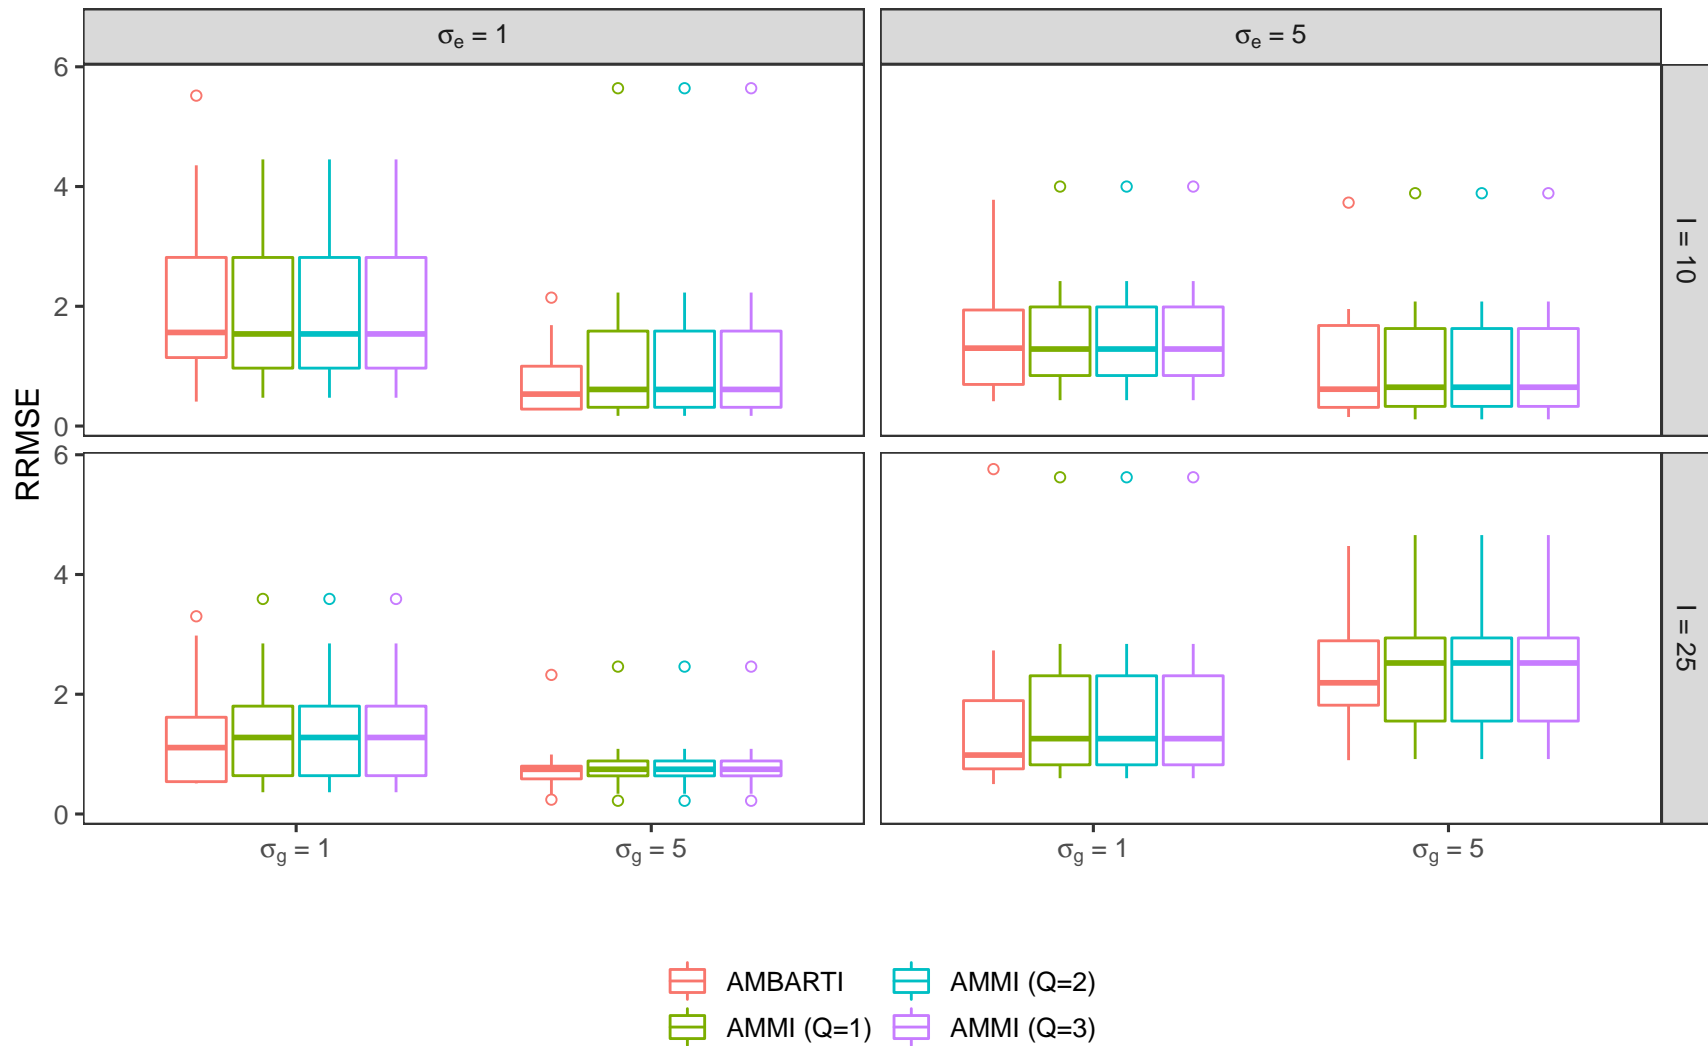 σe = 1
σe = 5
6
4
2
0
I = 10
RRMSE
6
4
2
0
I = 25
σg = 1
σg = 5
σg = 1
σg = 5
AMBARTI
AMMI (Q=2)
AMMI (Q=1)
AMMI (Q=3)